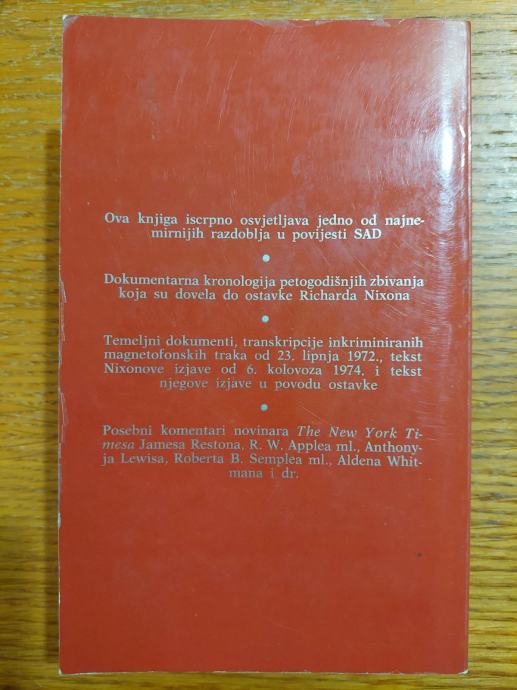 Ova knjiga iscrpno osvjetljava jedno od najne-
mirnijih razdoblja u povijesti SAD
•
Dokumentarna kronologija petogodišnjih zbivanja
koja su dovela do ostavke Richarda Nixona
•
Temeljni dokumenti, transkripcije inkriminiranih
magnetofonskih traka od 23. lipnja 1972., tekst
Nixonove izjave od 6. kolovoza 1974. i tekst
njegove izjave u povodu ostavke
•
Posebni komentari novinara The New York Ti-
mesa Jamesa Restona, R. W. Applea ml., Anthony-
ja Lewisa, Roberta B. Semplea ml., Aldena Whit-
mana i dr.